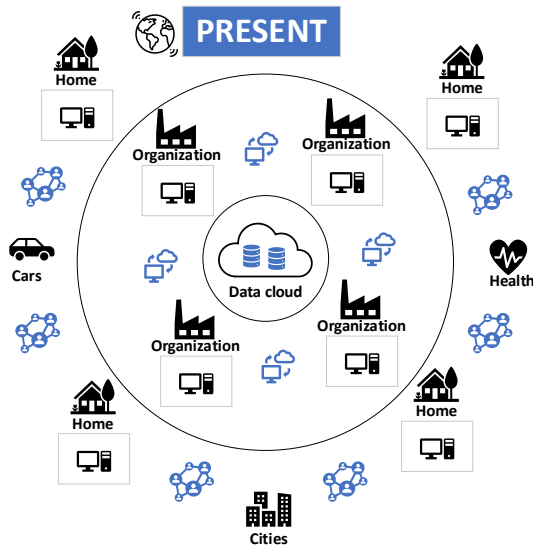 PRESENT
Home
Home
Organization
Organization
Cars
Data cloud
Health
Organization
Organization
Home
Home
Cities